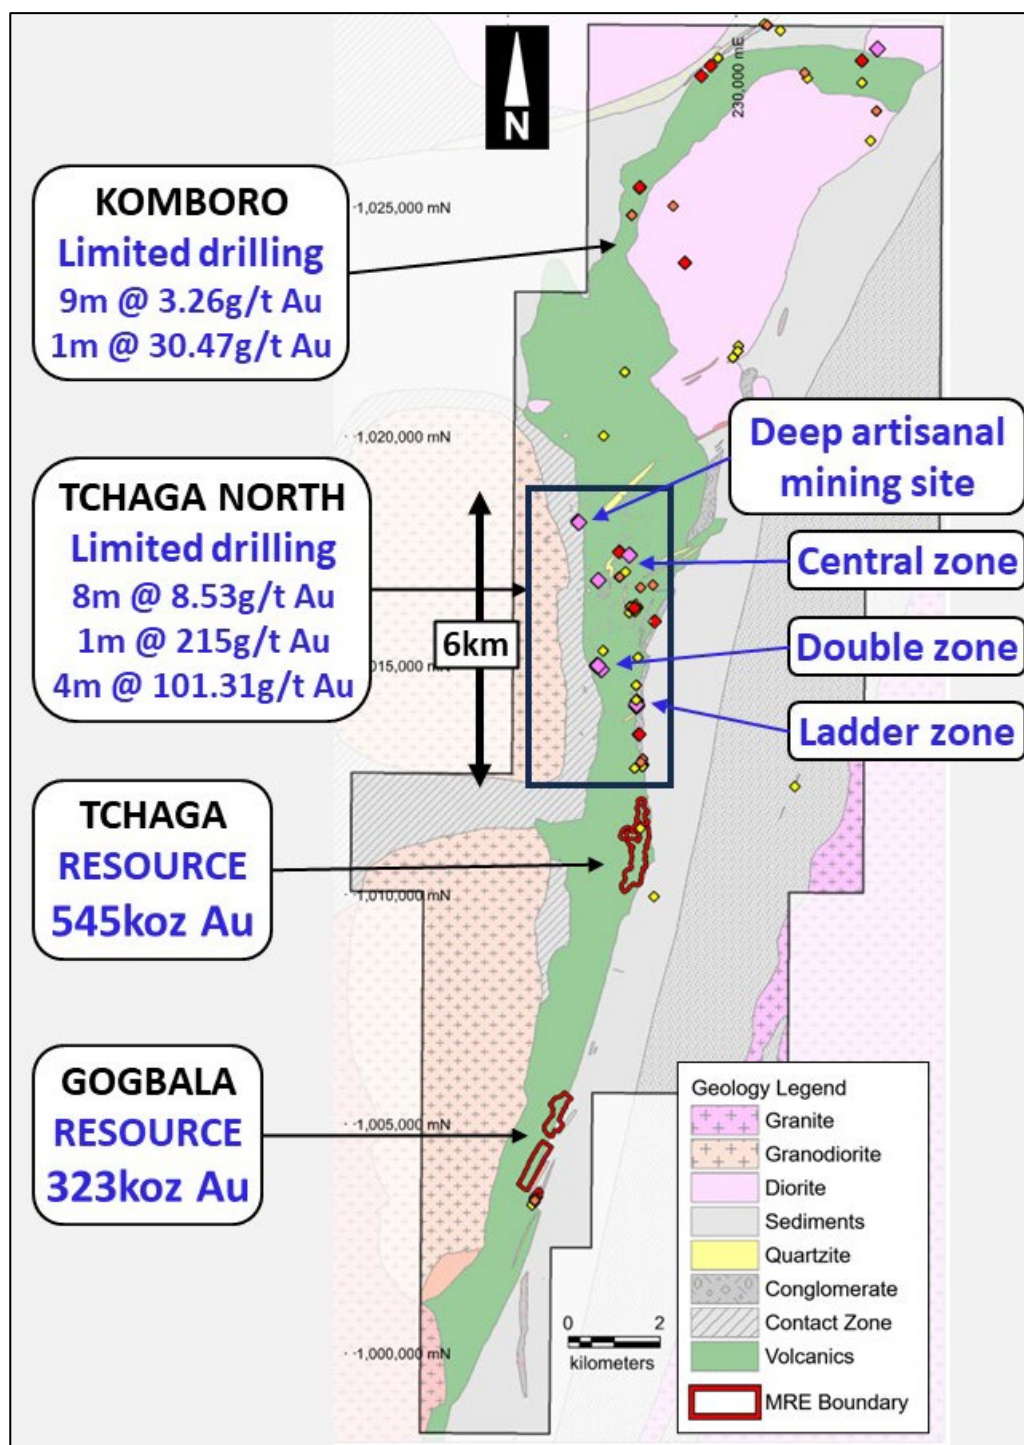 N
230,000 mE
KOMBORO
Limited drilling
9m @ 3.26g/t Au
1m @ 30.47g/t Au
1,025,000 mN
1,020,000 mN
Deep artisanal
mining site
TCHAGA NORTH
Limited drilling
8m @ 8.53g/t Au
1m @ 215g/t Au
4m @ 101.31g/t Au
6km
Central zone
Double zone
015,000 mN
Ladder zone
TCHAGA
RESOURCE
545koz Au
1,010,000 mN
GOGBALA
RESOURCE
323koz Au
1,005,000 mN
1,000,000 mN
0 2
kilometers
Geology Legend
Granite
Granodiorite
Diorite
Sediments
Quartzite
Conglomerate
Contact Zone
Volcanics
MRE Boundary